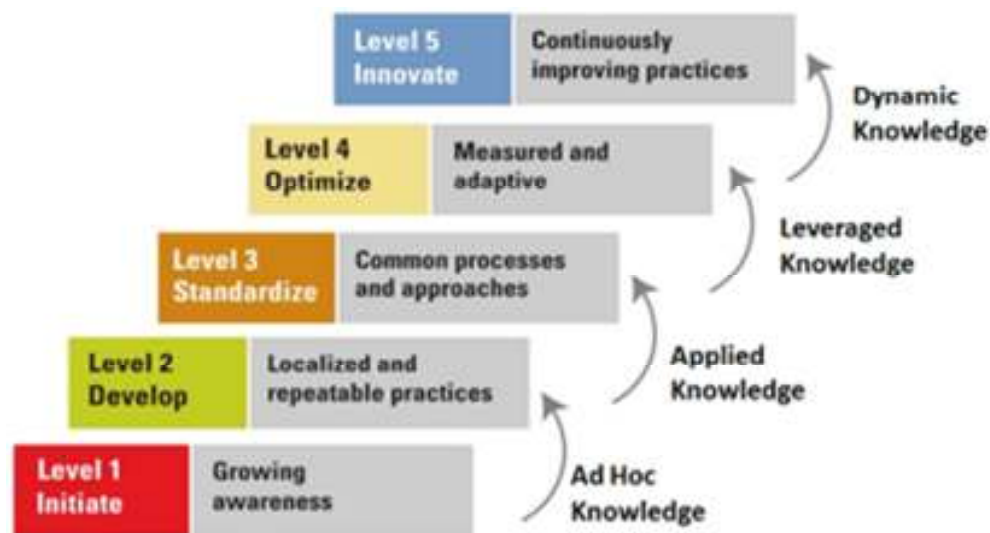 Level 5
Innovate
Continuously
improving practices
Dynamic
Knowledge
Level 4
Optimize
Measured and
adaptive
Leveraged
Knowledge
Level 3
Standardize
Common processes
and approaches
Applied
Knowledge
Level 2
Develop
Localized and
repeatable practices
Ad Hoc
Knowledge
Level 1
Initiate
Growing
awareness